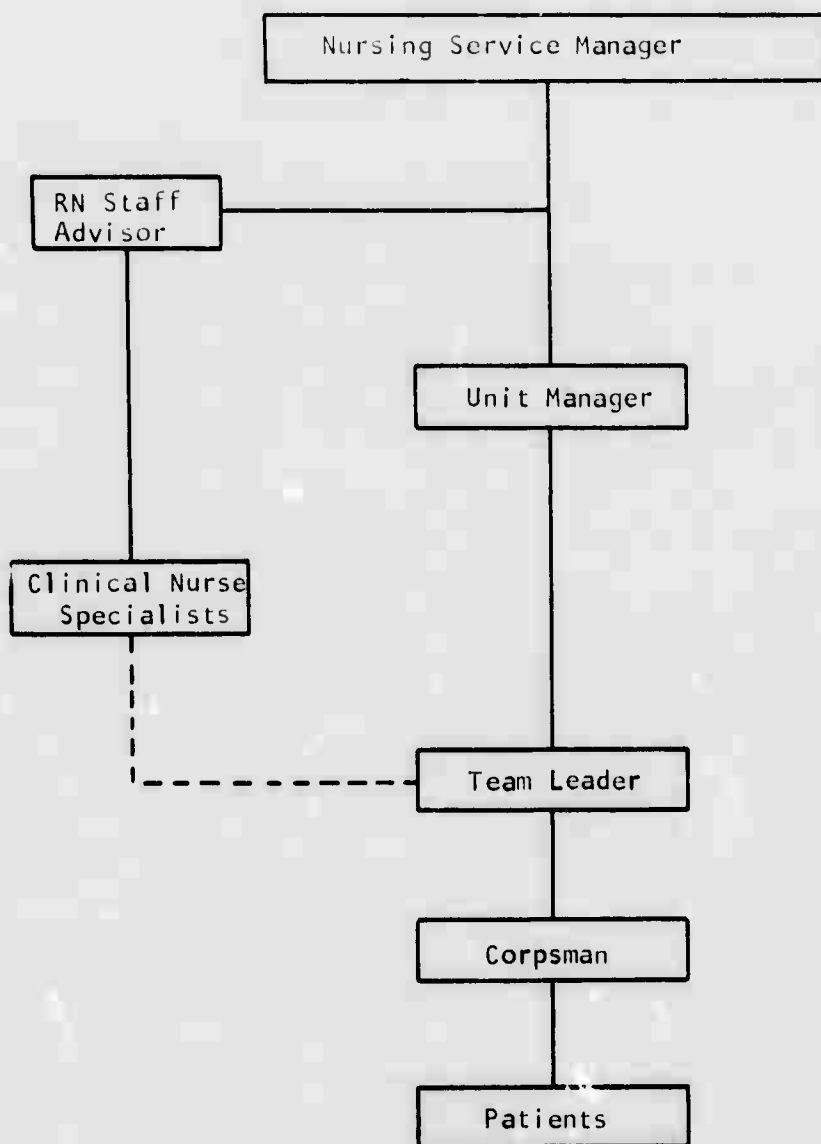 Nursing Service Manager
RN Staff
Advisor
Unit Manager
Clinical Nurse
Specialists
Team Leader
Corpsman
Patients